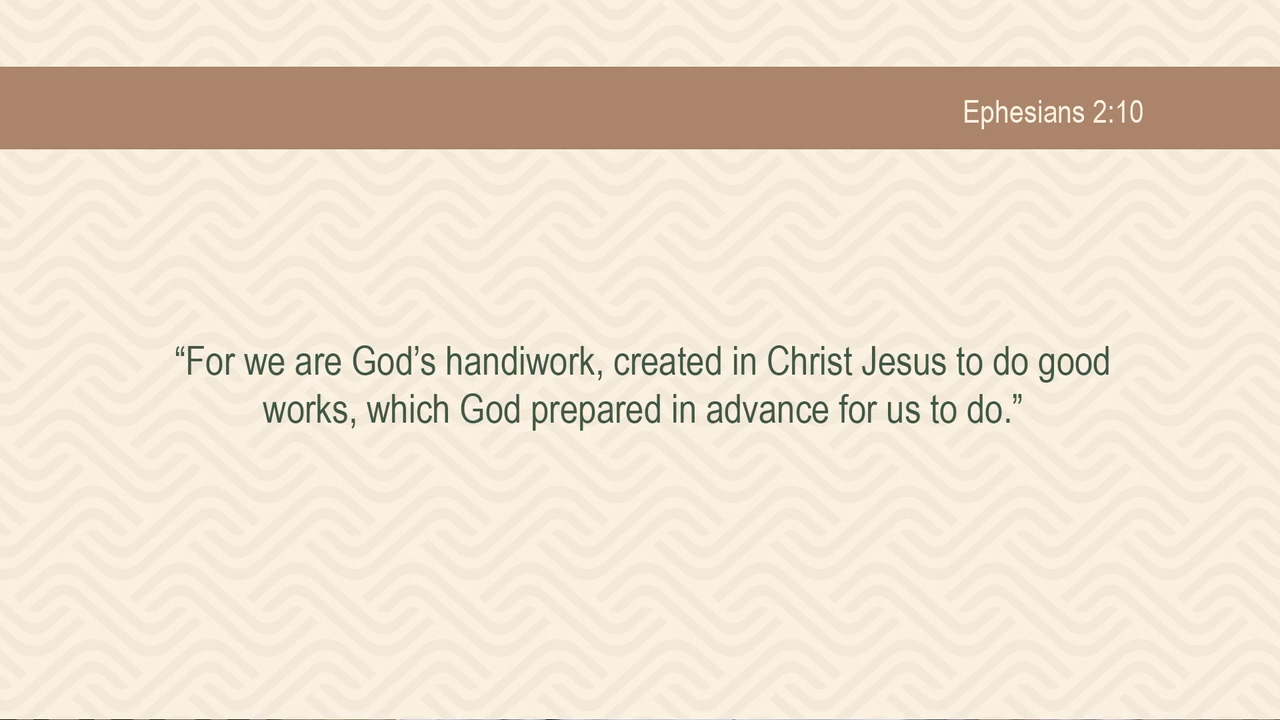 Ephesians 2:10
“For we are God’s handiwork, created in Christ Jesus to do good
works, which God prepared in advance for us to do.”